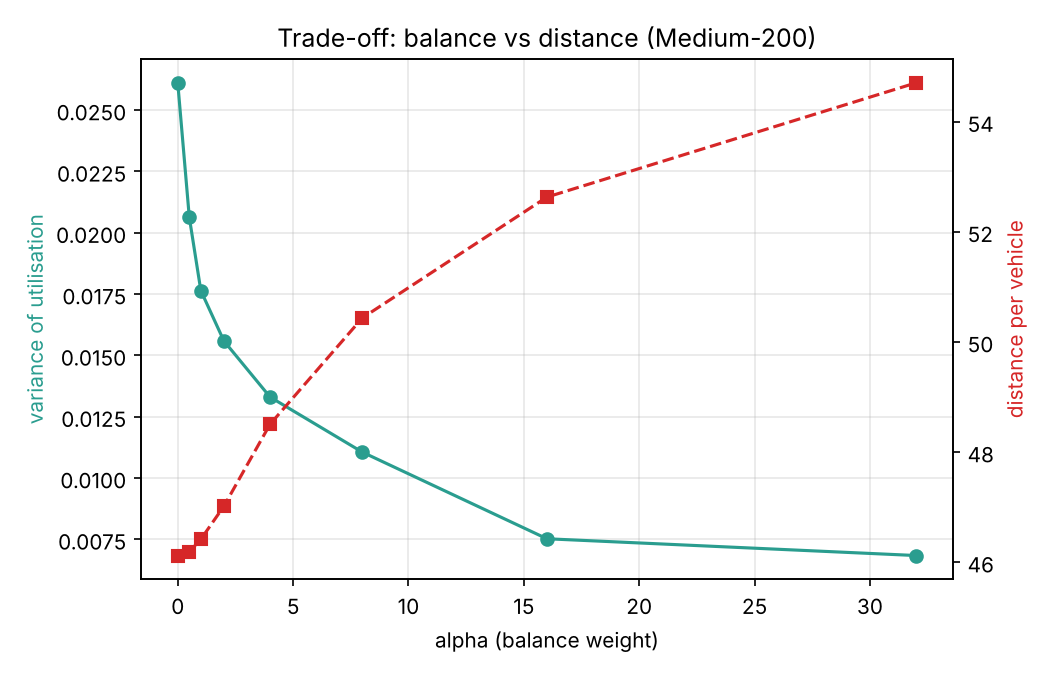 Trade-off: balance vs distance (Medium-200)
variance of utilisation
0.0250
0.0225
0.0200
0.0175
0.0150
0.0125
0.0100
0.0075
54
52
50
48
46
distance per vehicle
0 5 10 15 20 25 30
alpha (balance weight)